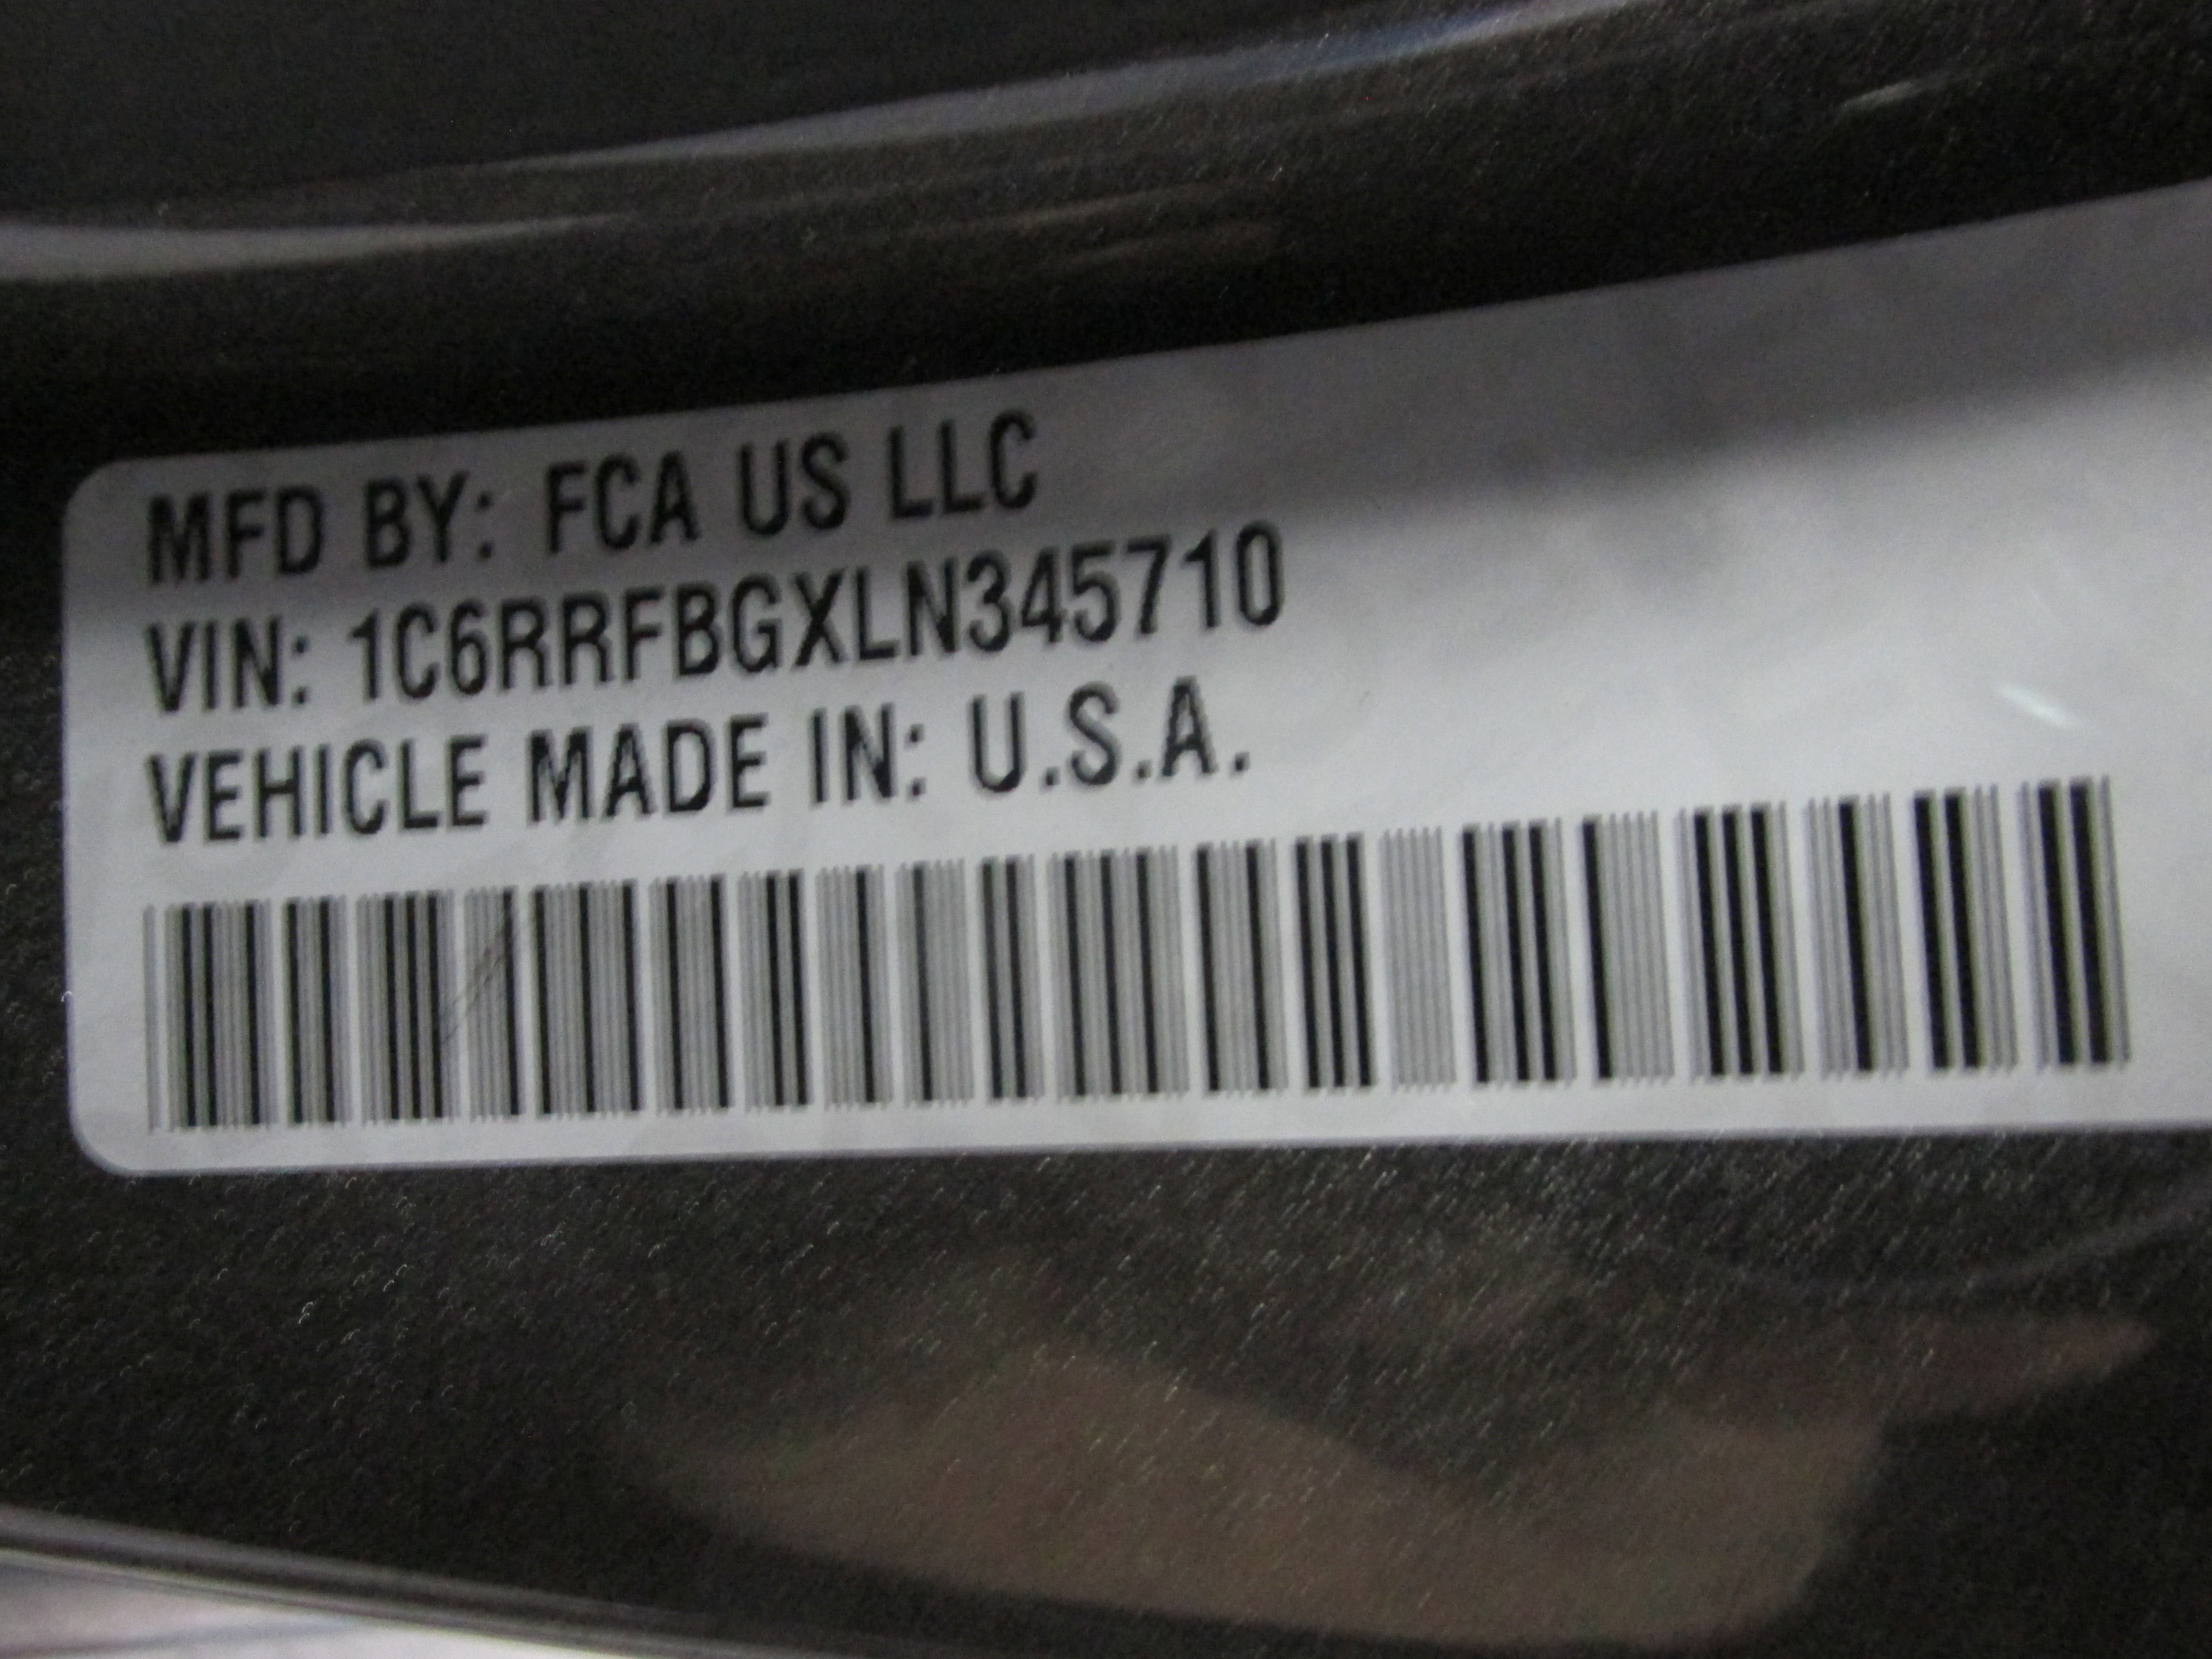 MFD BY: FCA US LLC
VIN: 1C6RRFBGXLN345710
VEHICLE MADE IN: U.S.A.